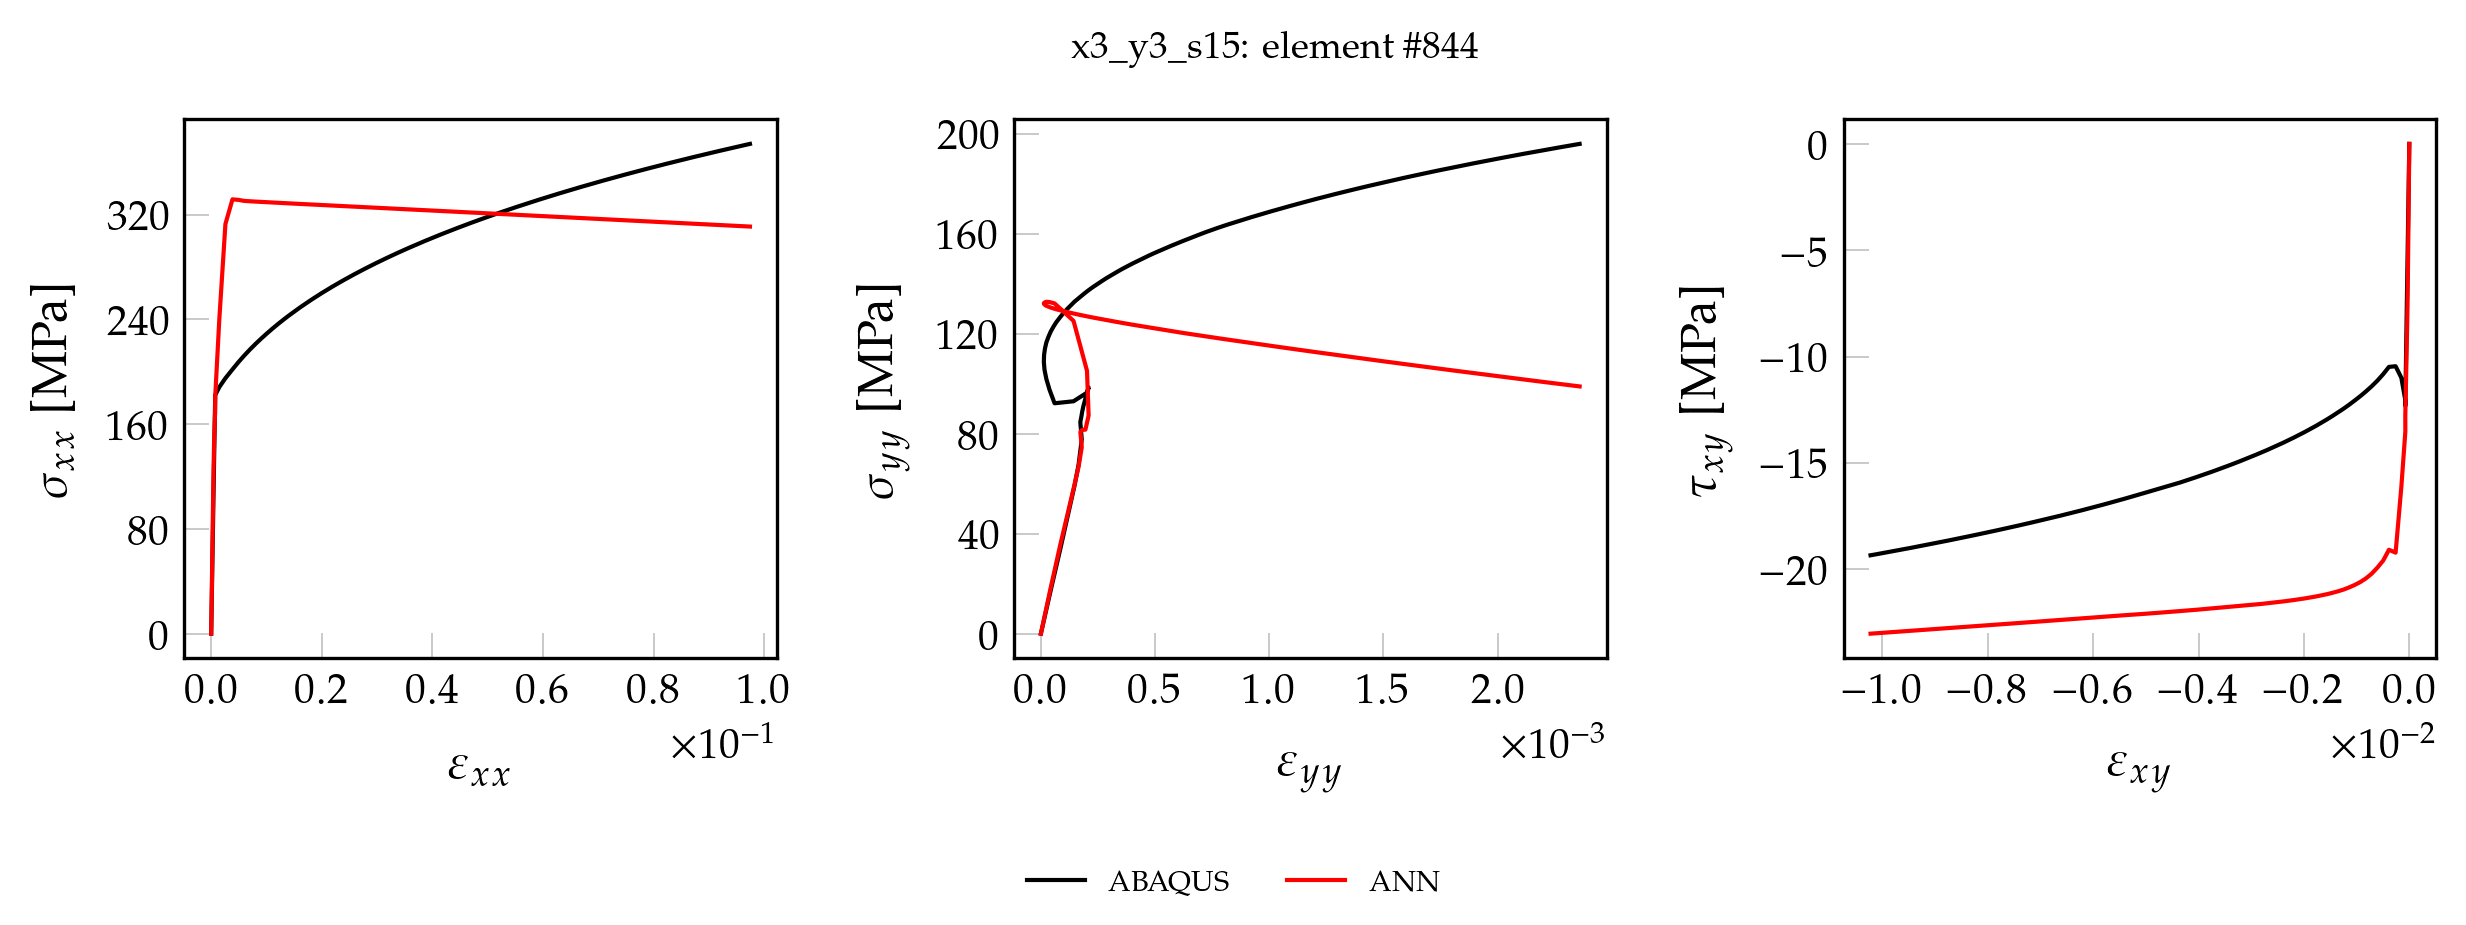 x3_y3_s15: element #844
σxx [MPa]
320
240
160
80
0
0.0 0.2 0.4 0.6 0.8 1.0
×10−1
εxx
σyy [MPa]
200
160
120
80
40
0
0.0 0.5 1.0 1.5 2.0
×10−3
εyy
τxy [MPa]
0
−5
−10
−15
−20
−1.0 −0.8 −0.6 −0.4 −0.2 0.0
×10−2
εxy
ABAQUS ANN